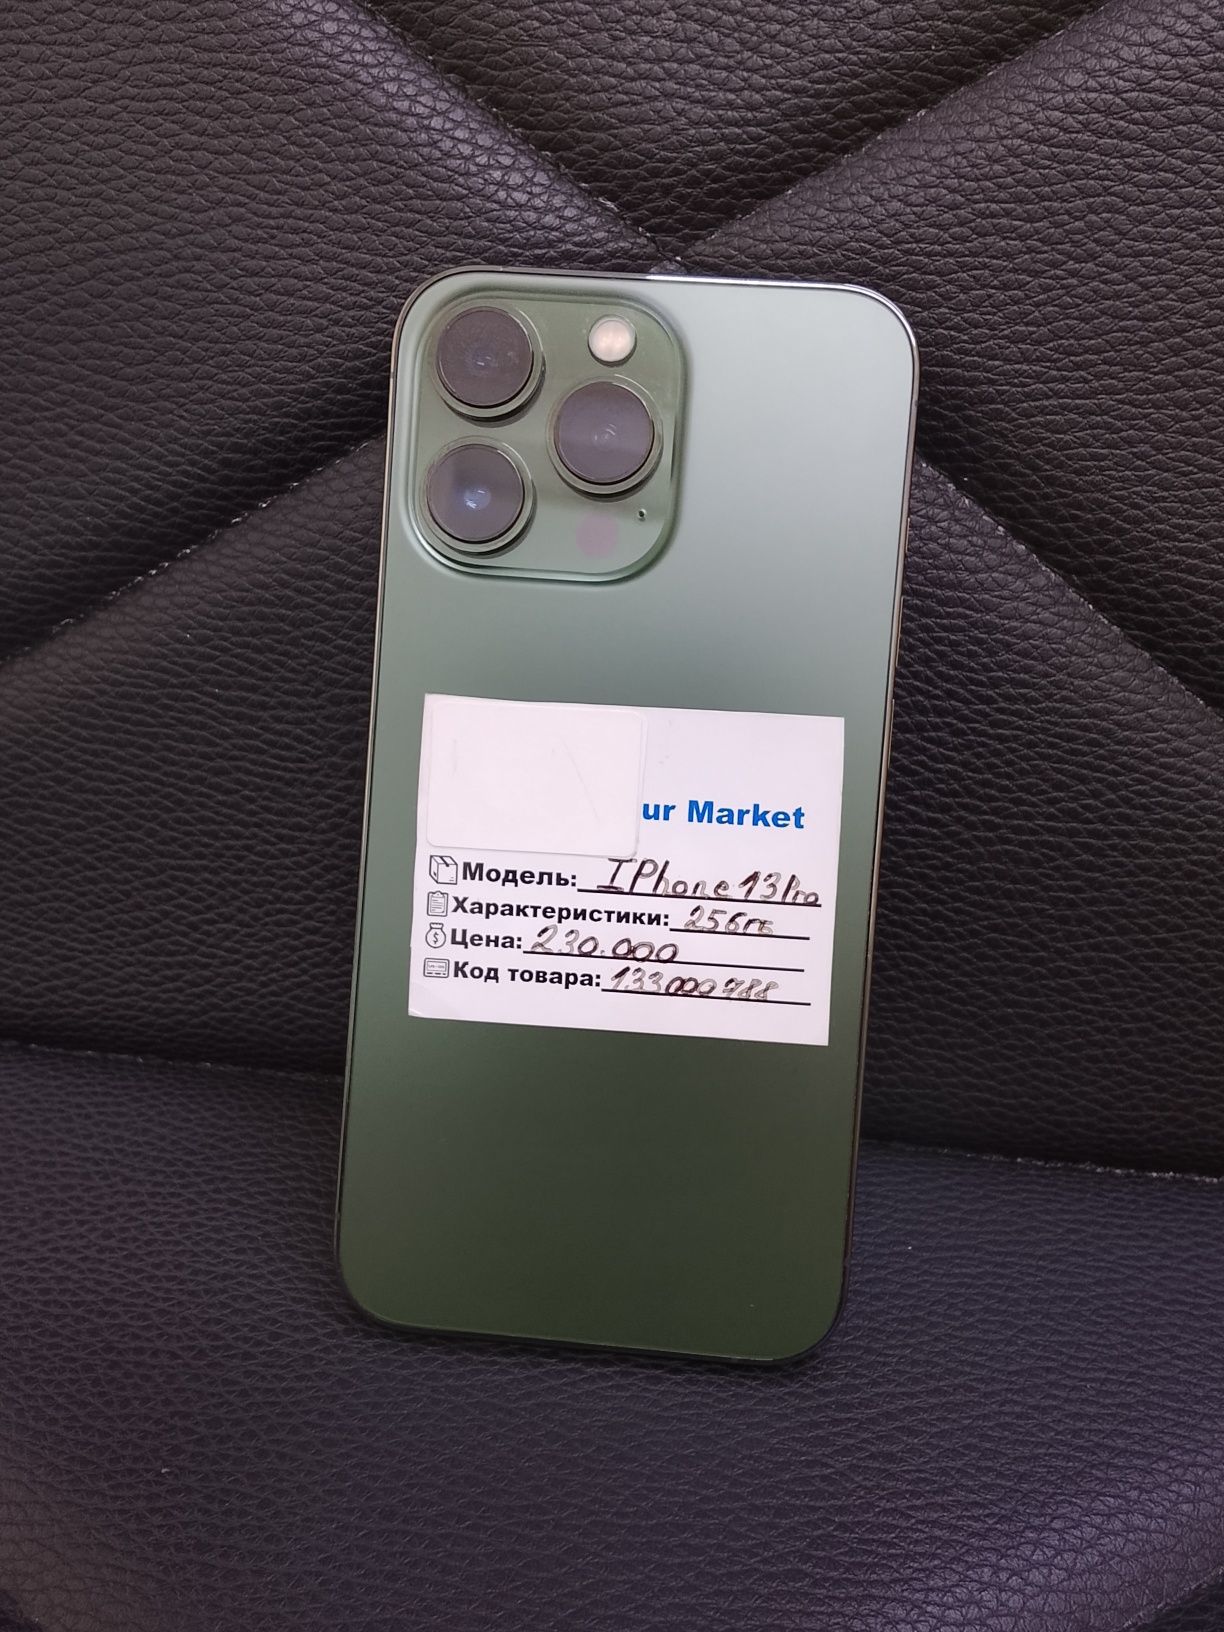 ur Market
Модель: IPhone 13 Pro
Характеристики: 256гб
Цена: 230.000
Код товара: 133000788